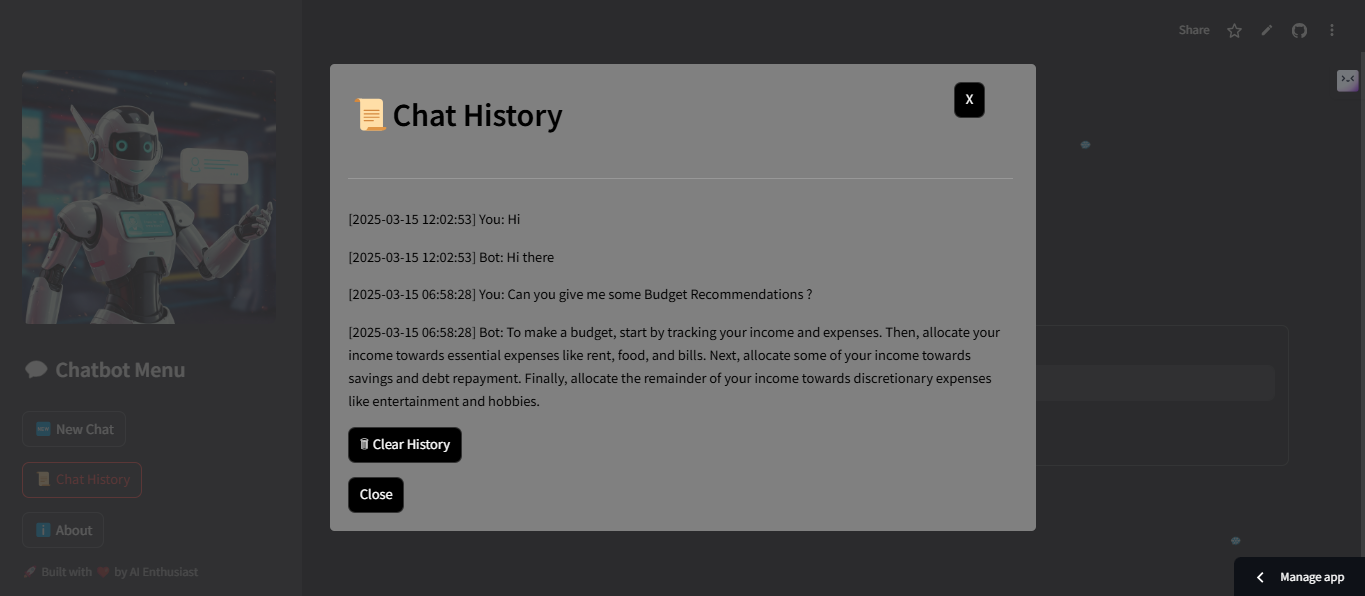 Share
📜 Chat History
X
[2025-03-15 12:02:53] You: Hi
[2025-03-15 12:02:53] Bot: Hi there
[2025-03-15 06:58:28] You: Can you give me some Budget Recommendations ?
[2025-03-15 06:58:28] Bot: To make a budget, start by tracking your income and expenses. Then, allocate your
income towards essential expenses like rent, food, and bills. Next, allocate some of your income towards
savings and debt repayment. Finally, allocate the remainder of your income towards discretionary expenses
like entertainment and hobbies.
🗑 Clear History
Close
💬 Chatbot Menu
🆕 New Chat
📜 Chat History
ℹ️ About
🚀 Built with ❤️ by AI Enthusiast
Manage app